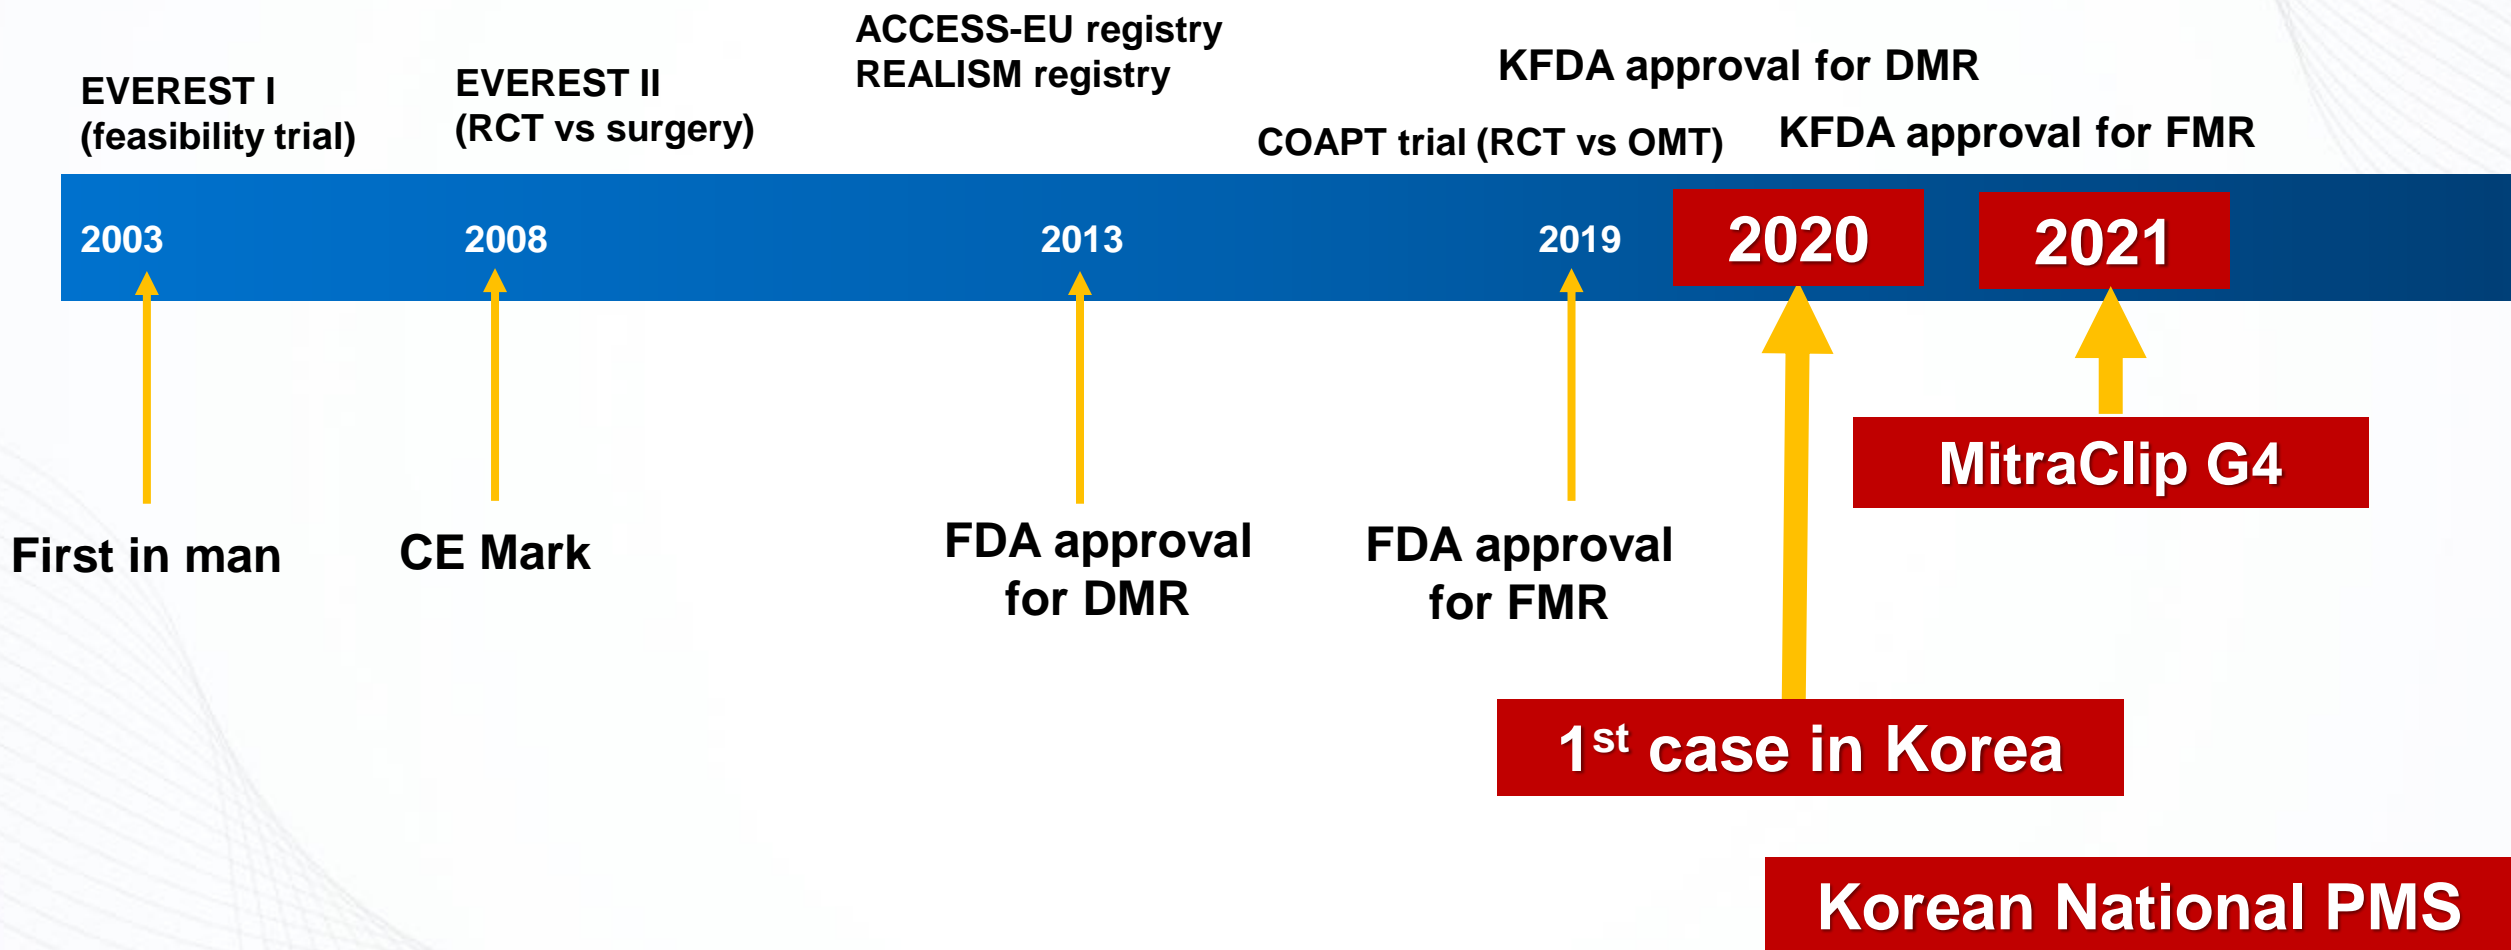 ACCESS-EU registry
REALISM registry
KFDA approval for DMR
EVEREST I
(feasibility trial)
EVEREST II
(RCT vs surgery)
COAPT trial (RCT vs OMT)
KFDA approval for FMR
2003
2008
2013
2019
2020
2021
MitraClip G4
First in man
CE Mark
FDA approval
for DMR
FDA approval
for FMR
1st case in Korea
Korean National PMS